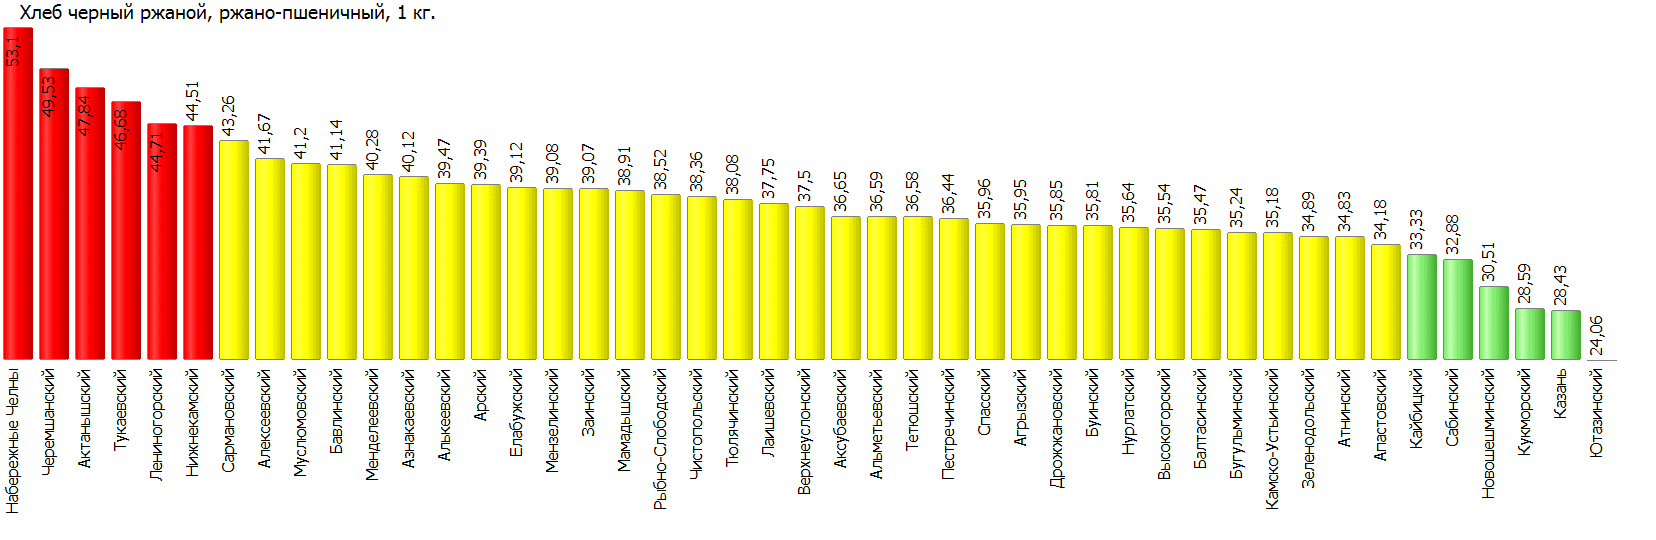 Хлеб черный ржаной, ржано-пшеничный, 1 кг.
53,1
49,53
47,84
46,68
44,71
44,51
43,26
41,67
41,2
41,14
40,28
40,12
39,47
39,39
39,12
39,08
39,07
38,91
38,52
38,36
38,08
37,75
37,5
36,65
36,59
36,58
36,44
35,96
35,95
35,85
35,81
35,64
35,54
35,47
35,24
35,18
34,89
34,83
34,18
33,33
32,88
30,51
28,59
28,43
24,06
Набережные Челны
Черемшанский
Актанышский
Тукаевский
Лениногорский
Нижнекамский
Сармановский
Алексеевский
Муслюмовский
Бавлинский
Менделеевский
Азнакаевский
Алькеевский
Арский
Елабужский
Мензелинский
Заинский
Мамадышский
Рыбно-Слободский
Чистопольский
Тюлячинский
Лаишевский
Верхнеуслонский
Аксубаевский
Альметьевский
Тетюшский
Пестречинский
Спасский
Агрызский
Дрожжановский
Буинский
Нурлатский
Высокогорский
Балтасинский
Бугульминский
Камско-Устьинский
Зеленодольский
Атнинский
Апастовский
Кайбицкий
Сабинский
Новошешминский
Кукморский
Казань
Ютазинский